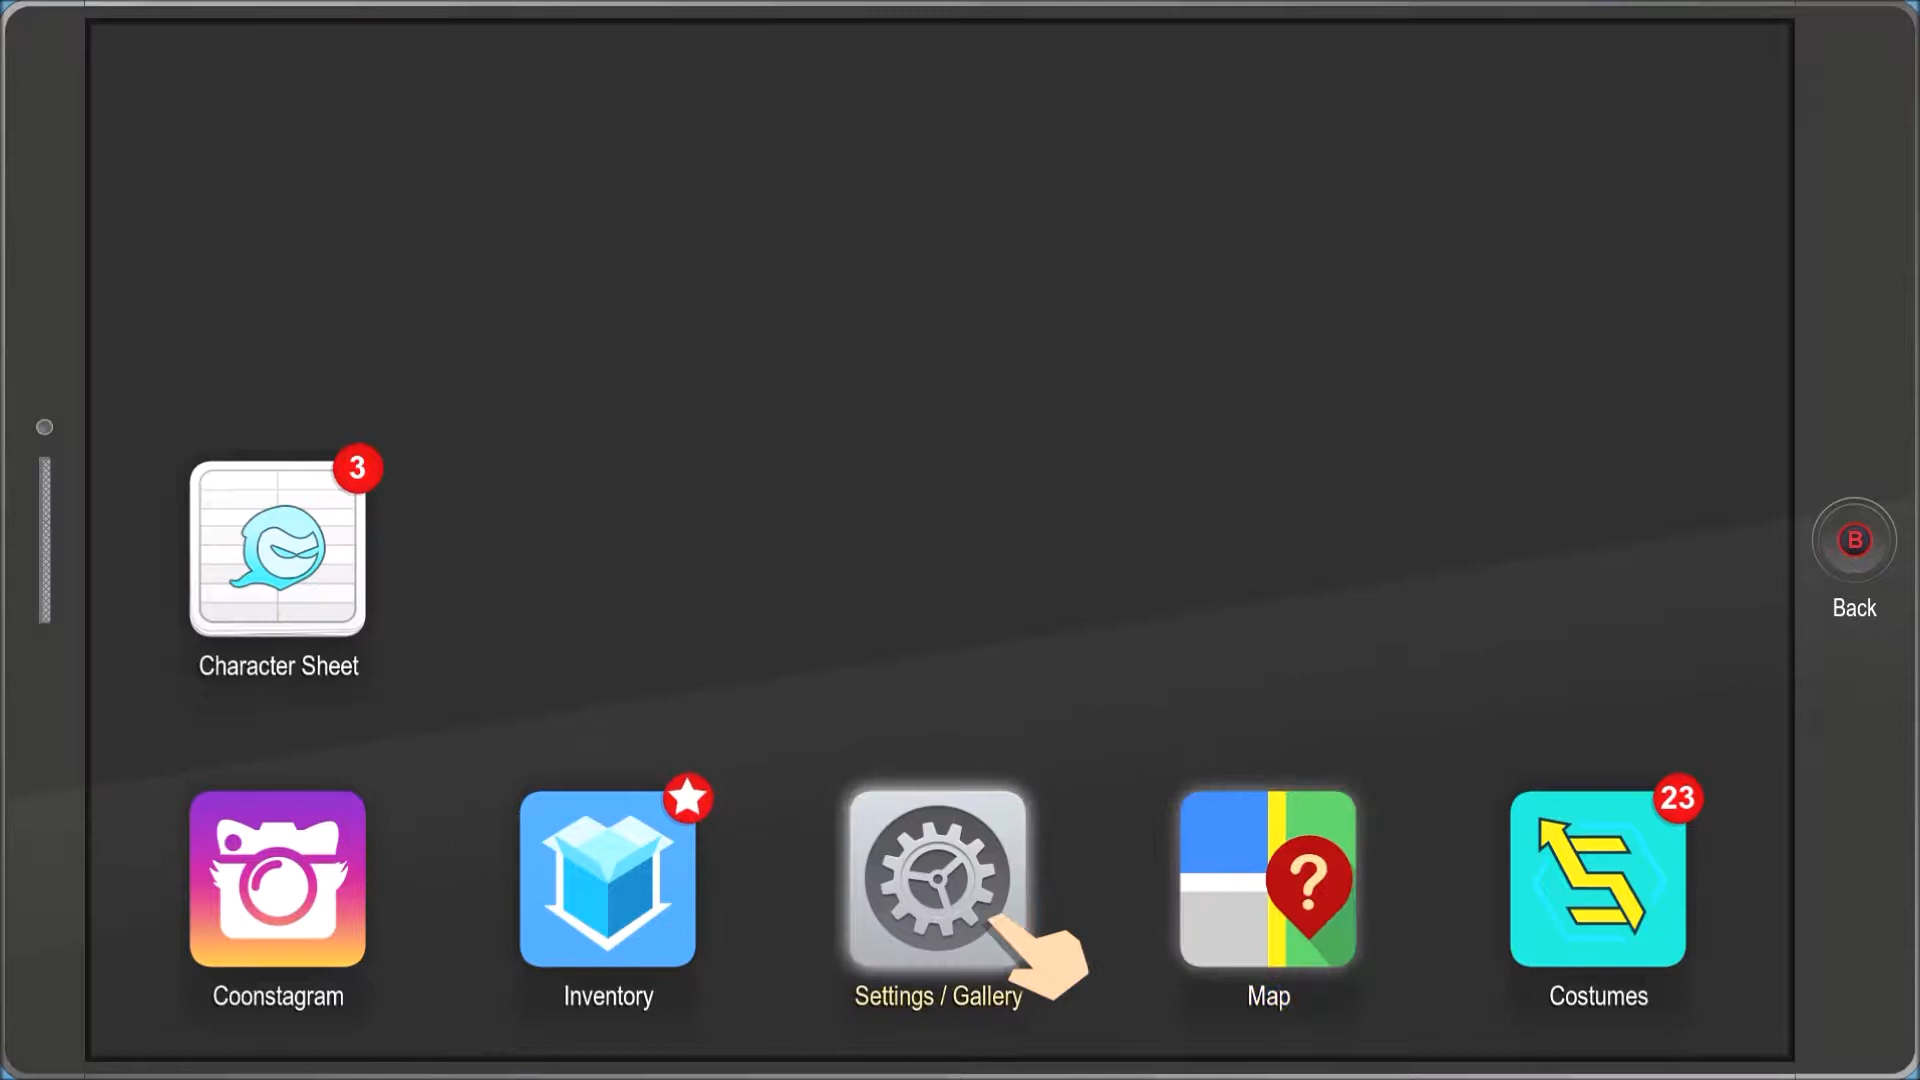 3
Character Sheet
B
Back
23
Coonstagram
Inventory
Settings / Gallery
?
Map
Costumes